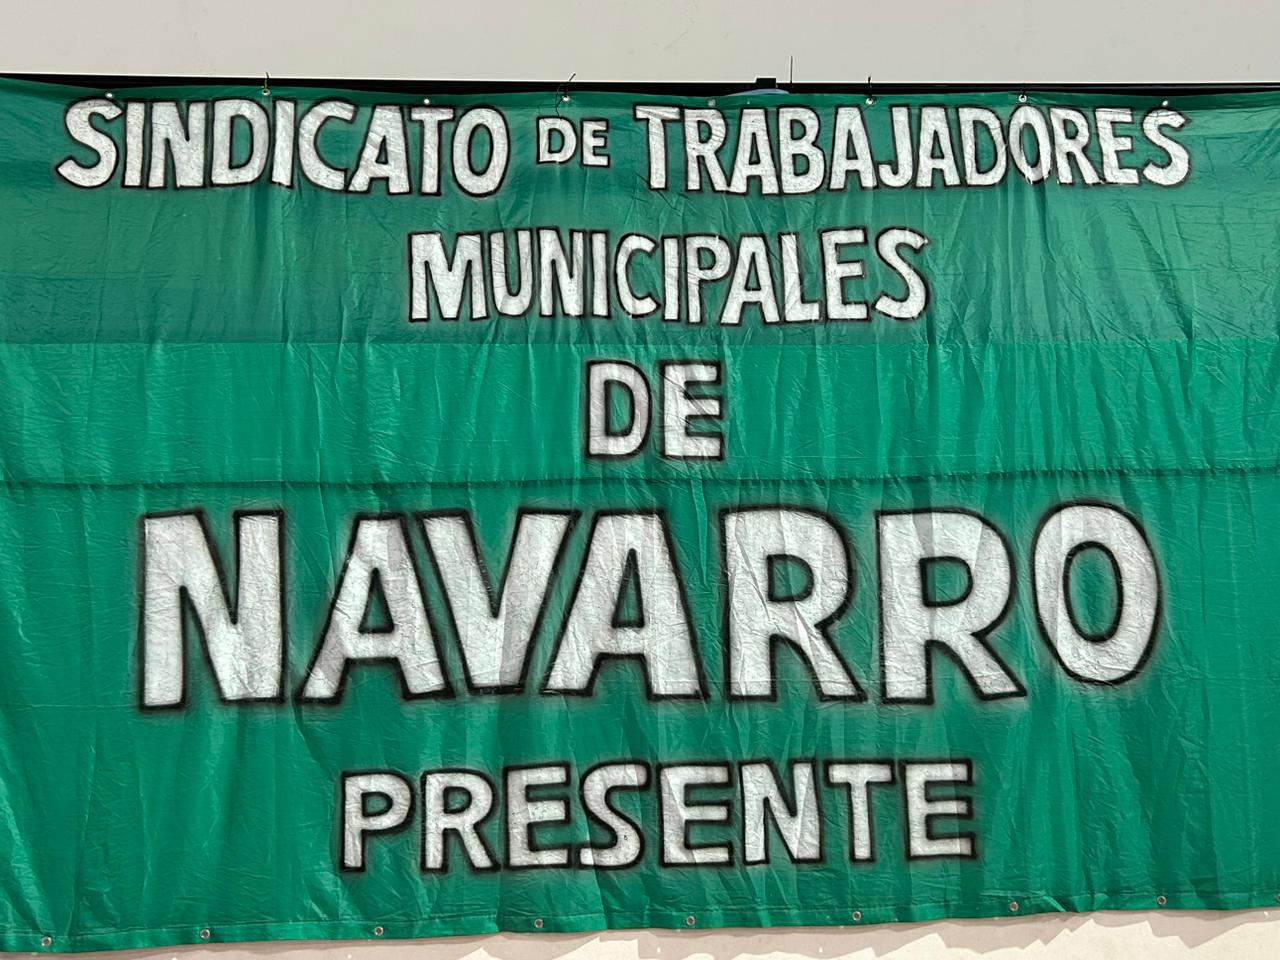 SINDICATO DE TRABAJADORES
MUNICIPALES
DE
NAVARRO
PRESENTE